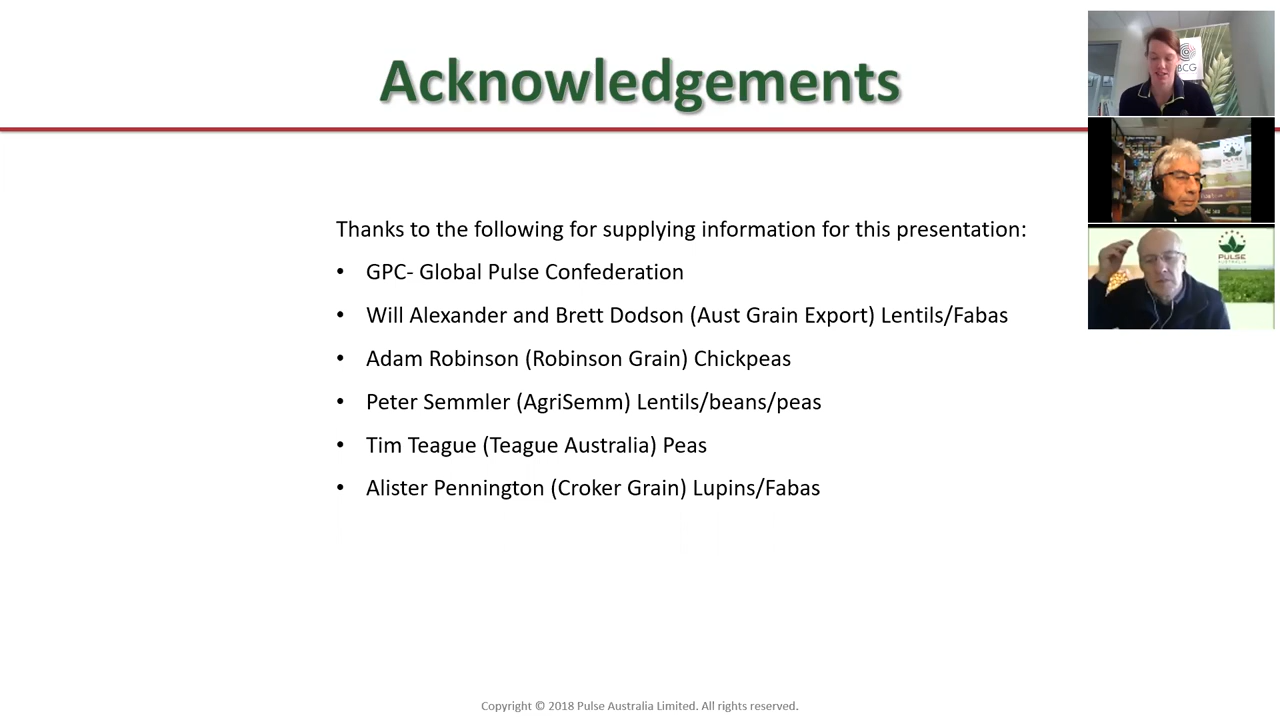 Acknowledgements
BCG
PULSE
AUSTRALIA
Thanks to the following for supplying information for this presentation:
• GPC- Global Pulse Confederation
• Will Alexander and Brett Dodson (Aust Grain Export) Lentils/Fabas
• Adam Robinson (Robinson Grain) Chickpeas
• Peter Semmler (AgriSemm) Lentils/beans/peas
• Tim Teague (Teague Australia) Peas
• Alister Pennington (Croker Grain) Lupins/Fabas
Copyright © 2018 Pulse Australia Limited. All rights reserved.